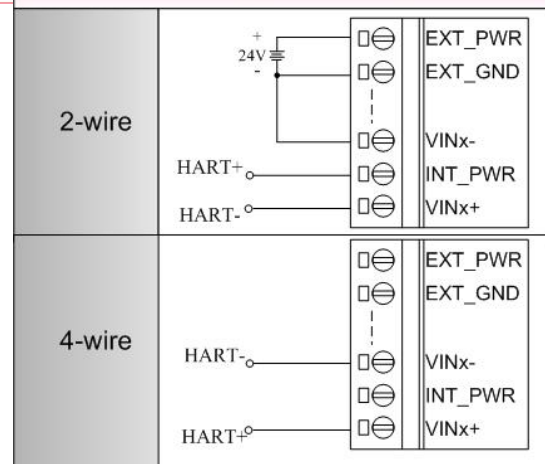 2-wire
+
24V
-
EXT_PWR
EXT_GND
VINx-
HART+
INT_PWR
HART-
VINx+
4-wire
EXT_PWR
EXT_GND
HART-
VINx-
INT_PWR
HART+
VINx+